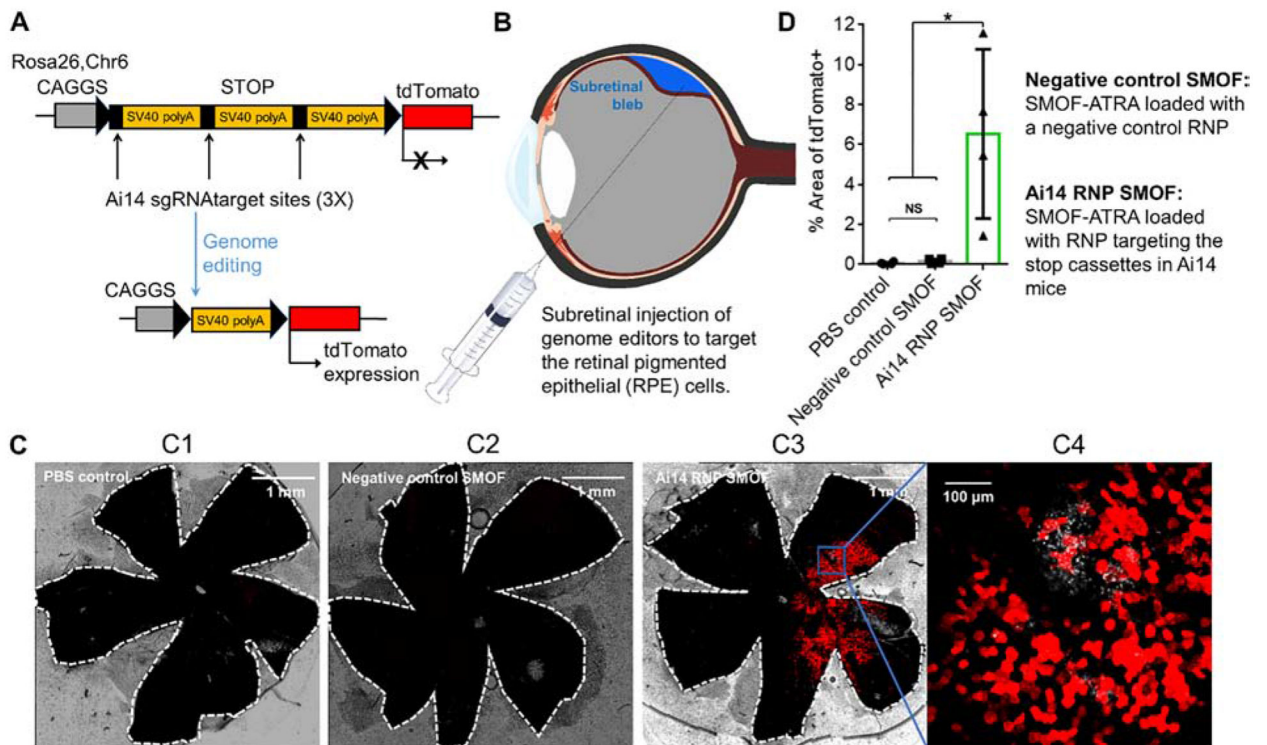 A
Rosa26,Chr6
CAGGS
STOP
tdTomato
SV40 polyA
SV40 polyA
SV40 polyA
X
Ai14 sgRNAtarget sites (3X)
Genome
editing
CAGGS
SV40 polyA
tdTomato
expression
B
Subretinal
bleb
Subretinal injection of
genome editors to target
the retinal pigmented
epithelial (RPE) cells.
D
% Area of tdTomato+
12
10
8
6
4
2
0
*
NS
PBS control
Negative control SMOF
Ai14 RNP SMOF
Negative control SMOF:
SMOF-ATRA loaded with
a negative control RNP
Ai14 RNP SMOF:
SMOF-ATRA loaded
with RNP targeting the
stop cassettes in Ai14
mice
C
C1
C2
C3
C4
PBS control
1 mm
Negative control SMOF
1 mm
Ai14 RNP SMOF
1 mm
100 µm